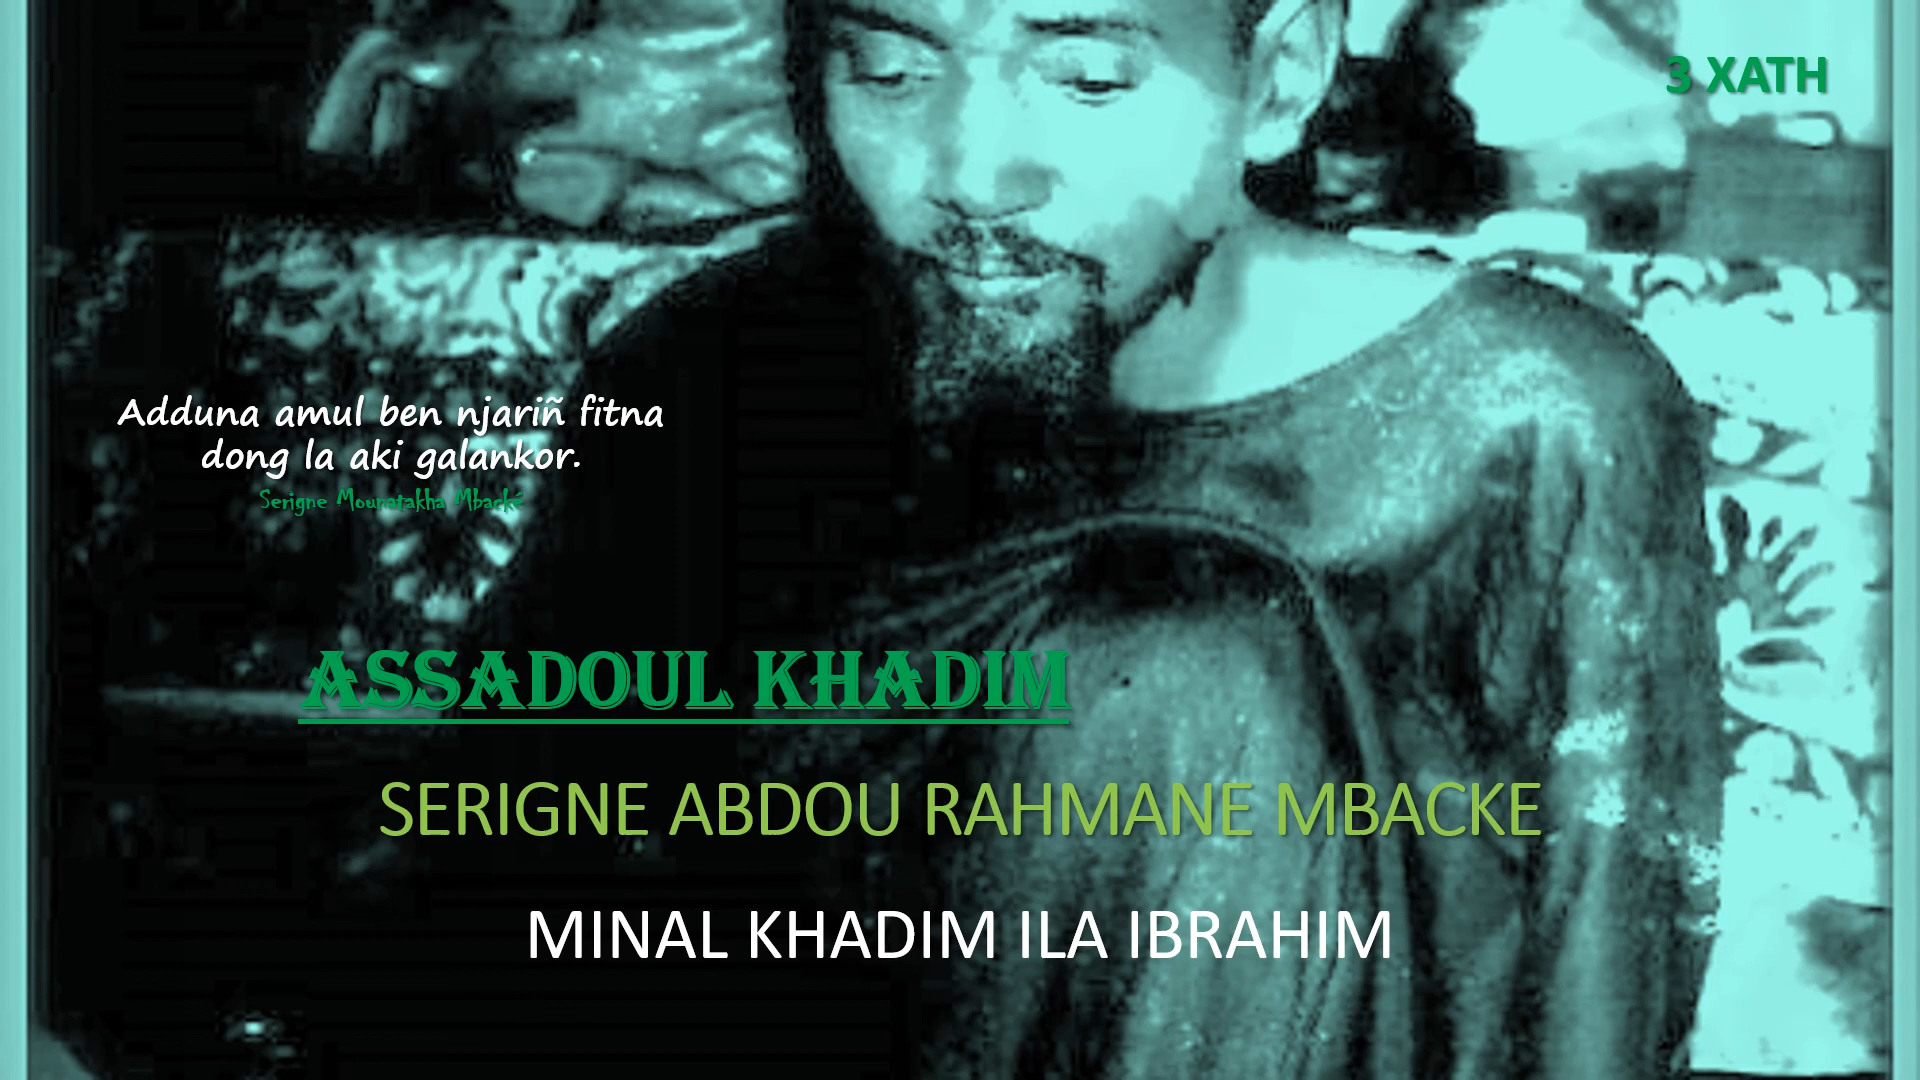 3 XATH
Adduna amul ben njariñ fitna
dong la aki galankor.
Serigne Mountakha Mbacké
ASSADOUL KHADIM
SERIGNE ABDOU RAHMANE MBACKE
MINAL KHADIM ILA IBRAHIM